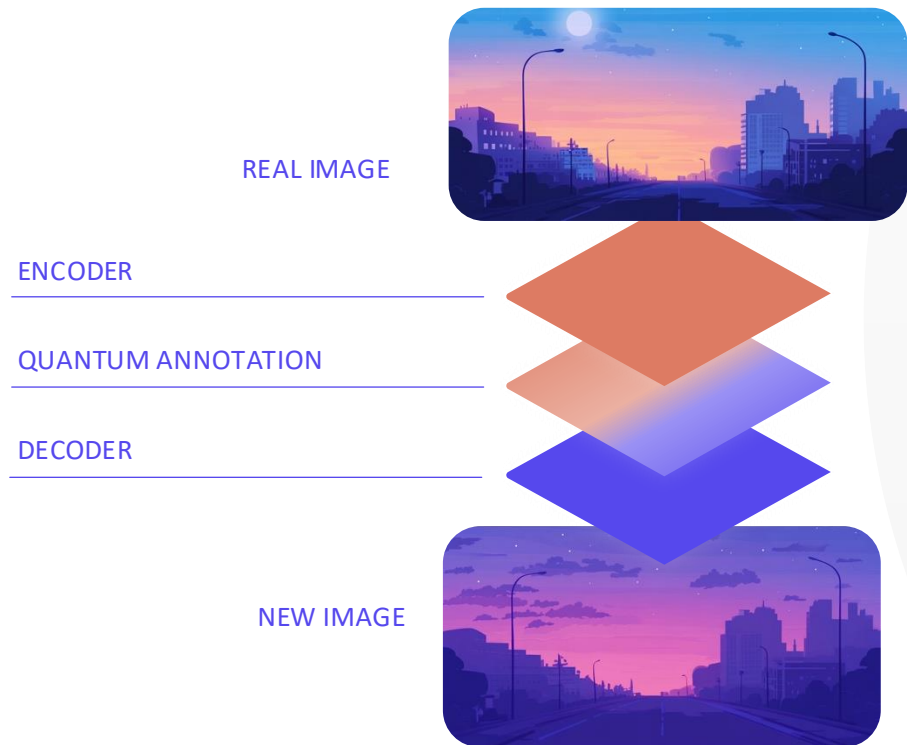 REAL IMAGE
ENCODER
QUANTUM ANNOTATION
DECODER
NEW IMAGE